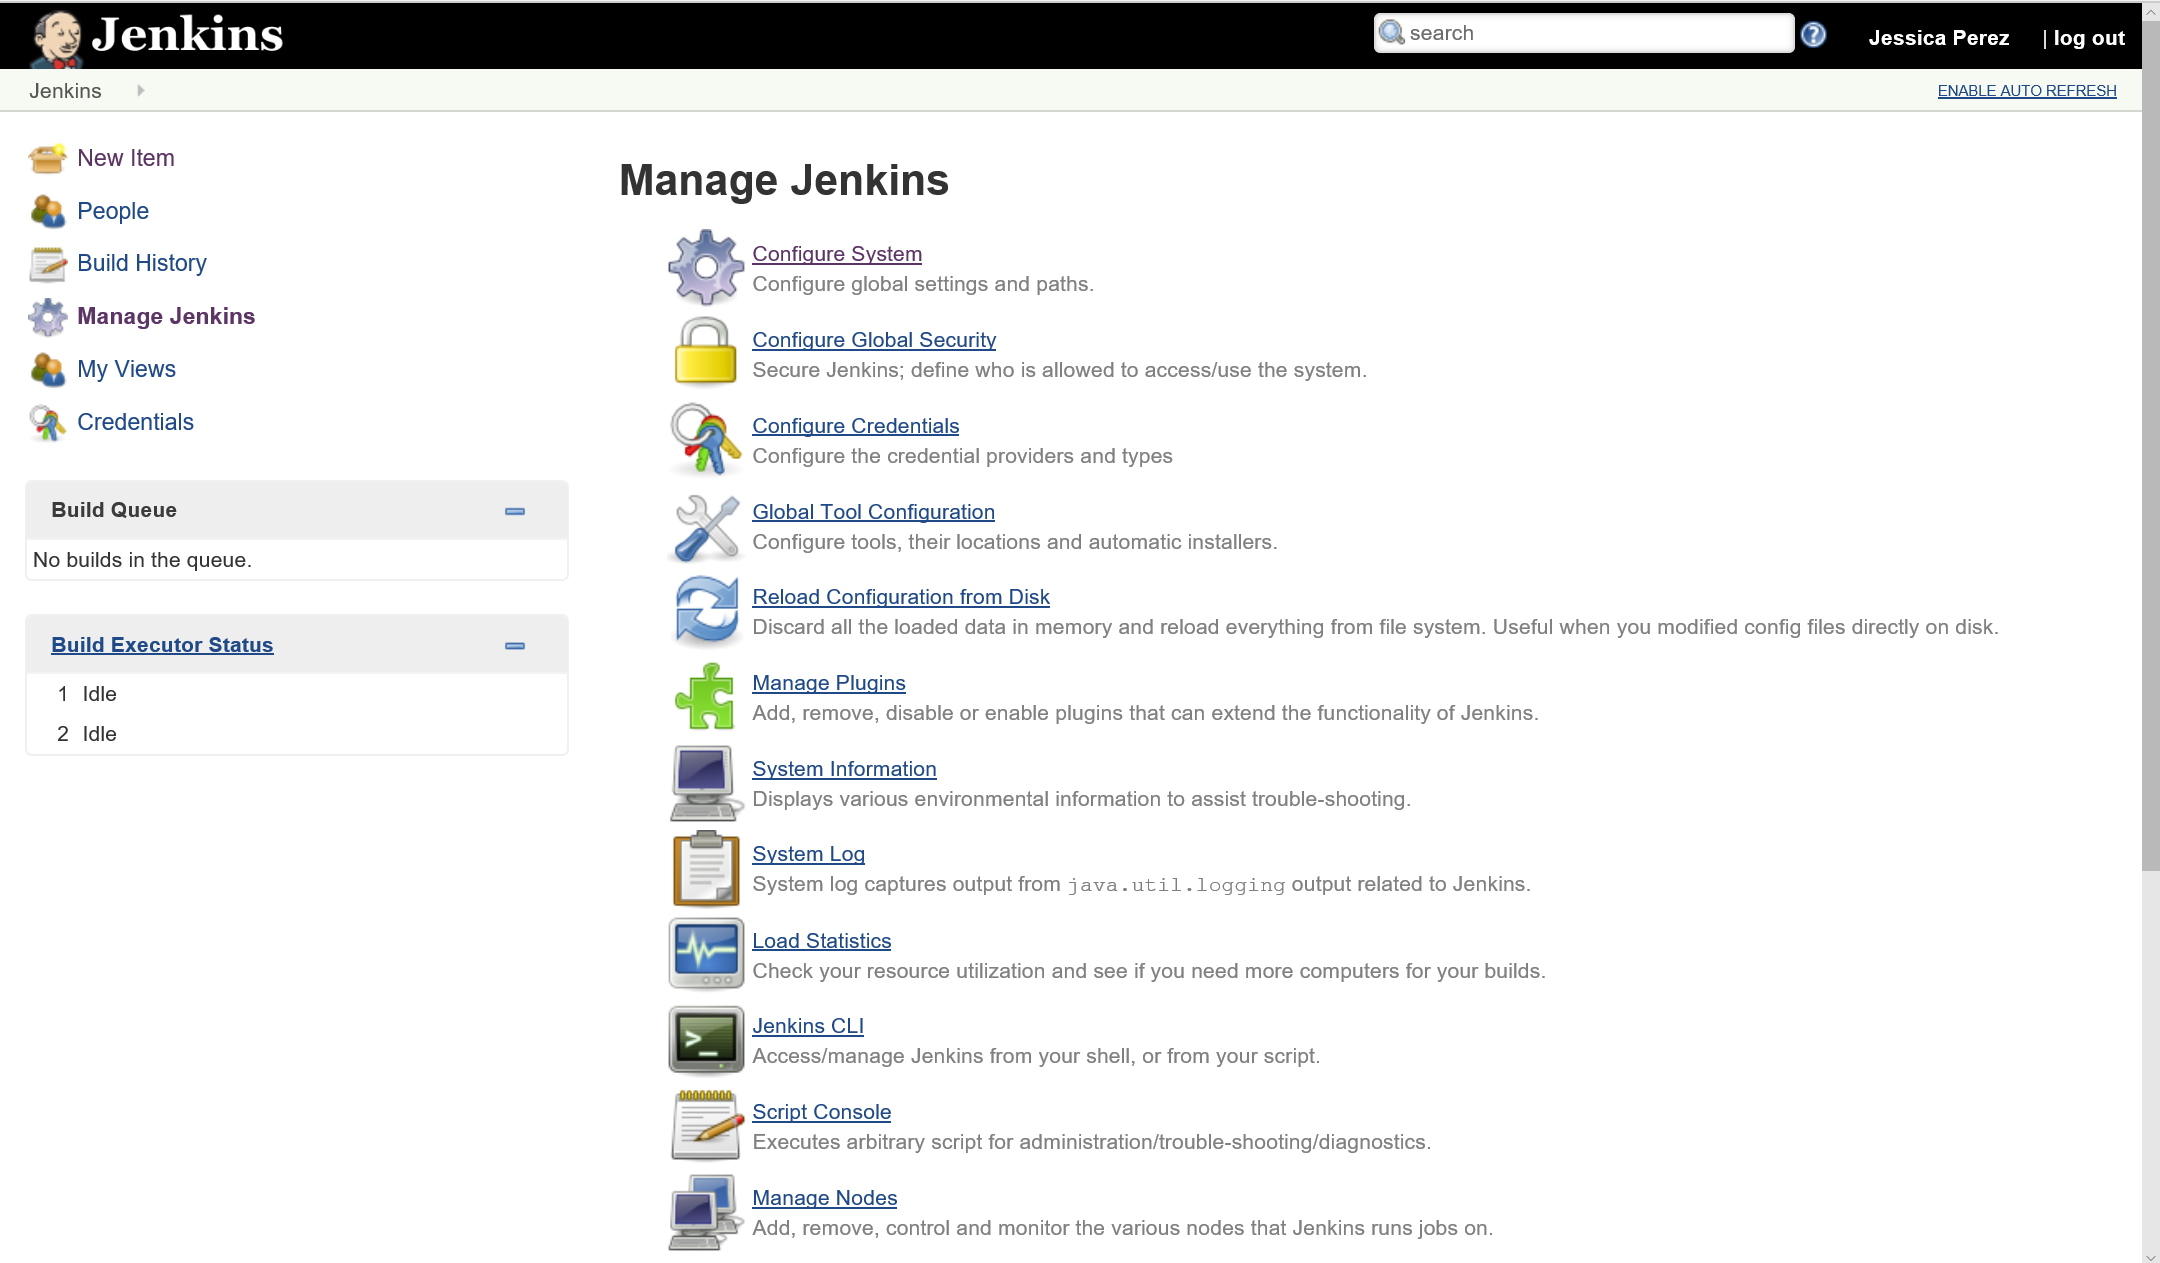 Jenkins
search
Jessica Perez | log out
Jenkins
ENABLE AUTO REFRESH
New Item
People
Build History
Manage Jenkins
My Views
Credentials
Build Queue
No builds in the queue.
Build Executor Status
1 Idle
2 Idle
Manage Jenkins
Configure System
Configure global settings and paths.
Configure Global Security
Secure Jenkins; define who is allowed to access/use the system.
Configure Credentials
Configure the credential providers and types
Global Tool Configuration
Configure tools, their locations and automatic installers.
Reload Configuration from Disk
Discard all the loaded data in memory and reload everything from file system. Useful when you modified config files directly on disk.
Manage Plugins
Add, remove, disable or enable plugins that can extend the functionality of Jenkins.
System Information
Displays various environmental information to assist trouble-shooting.
System Log
System log captures output from java.util.logging output related to Jenkins.
Load Statistics
Check your resource utilization and see if you need more computers for your builds.
Jenkins CLI
Access/manage Jenkins from your shell, or from your script.
Script Console
Executes arbitrary script for administration/trouble-shooting/diagnostics.
Manage Nodes
Add, remove, control and monitor the various nodes that Jenkins runs jobs on.